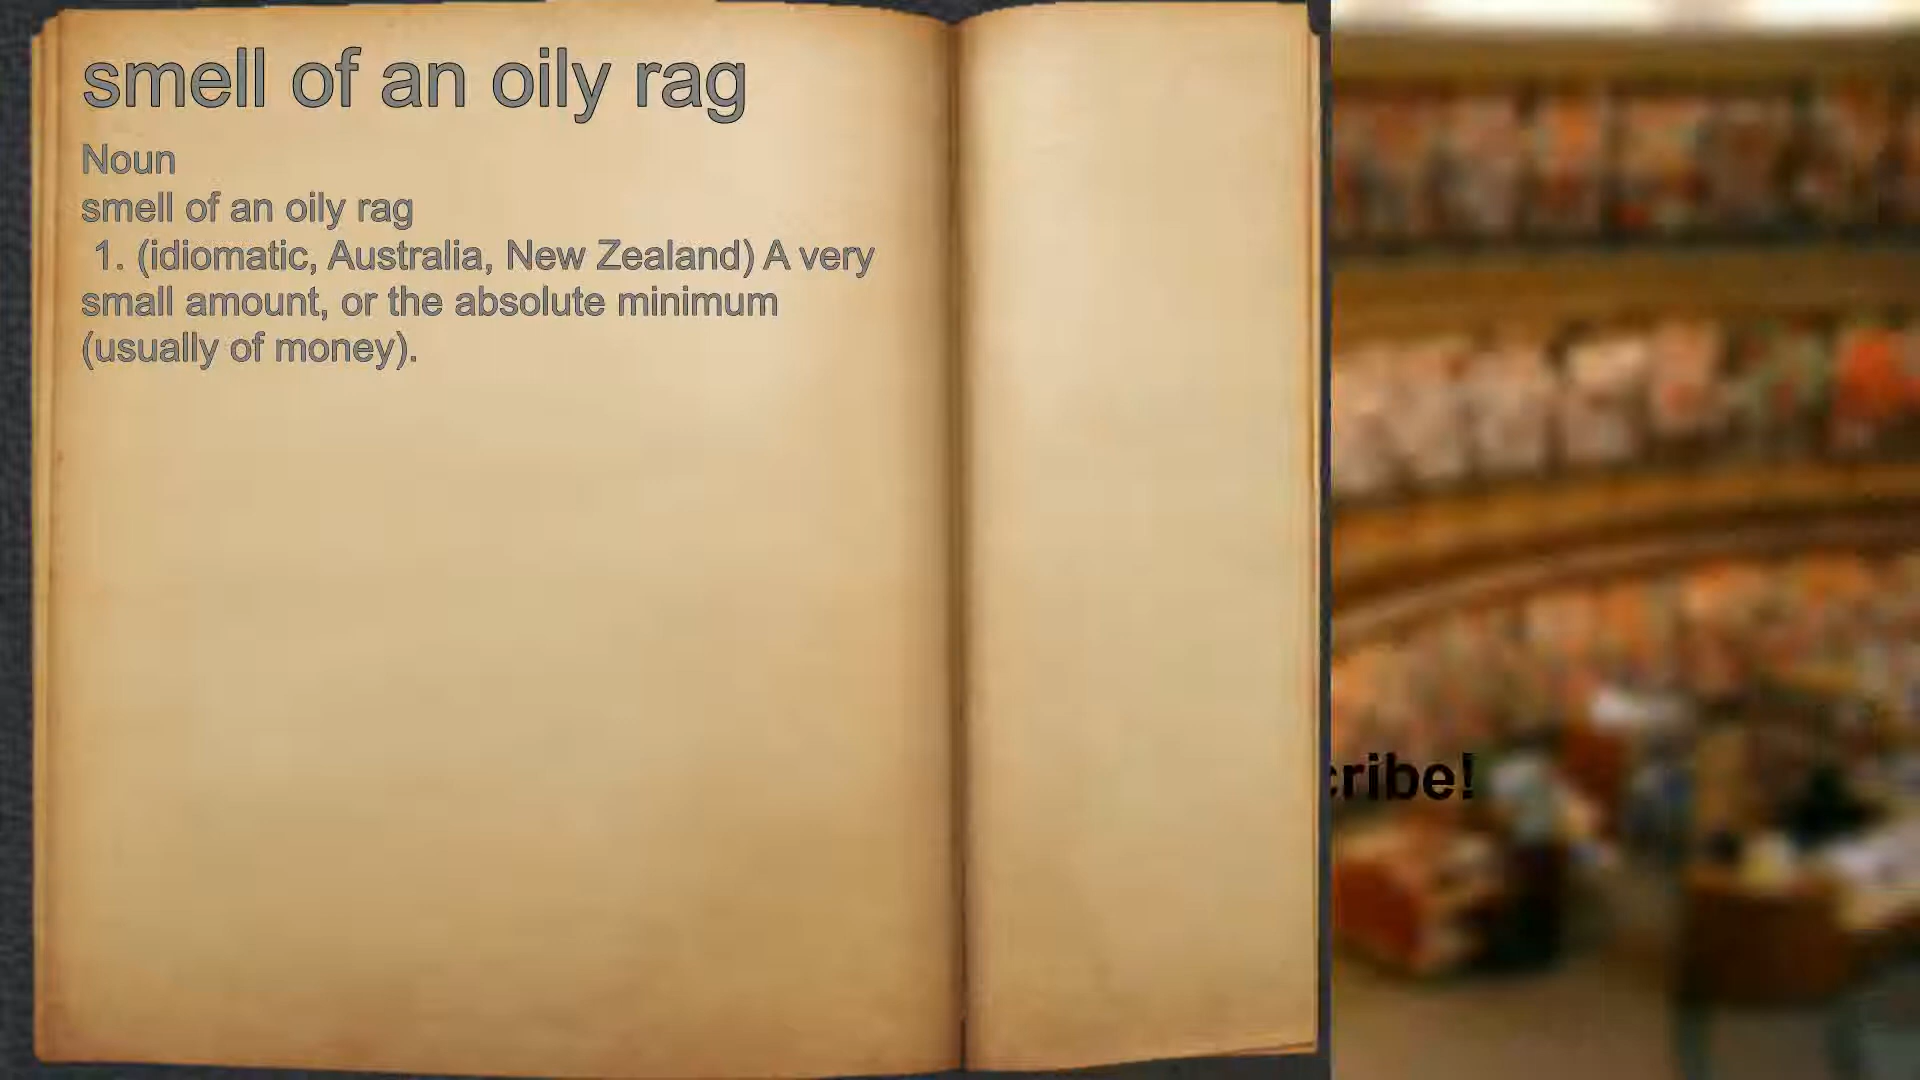 smell of an oily rag
Noun
smell of an oily rag
1. (idiomatic, Australia, New Zealand) A very
small amount, or the absolute minimum
(usually of money).
cribe!